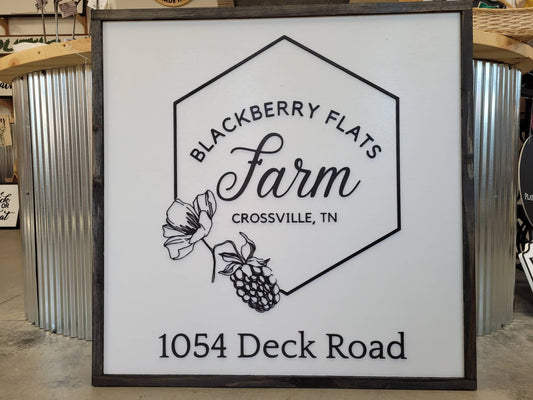 BLACKBERRY FLATS
Farm
CROSSVILLE, TN
1054 Deck Road